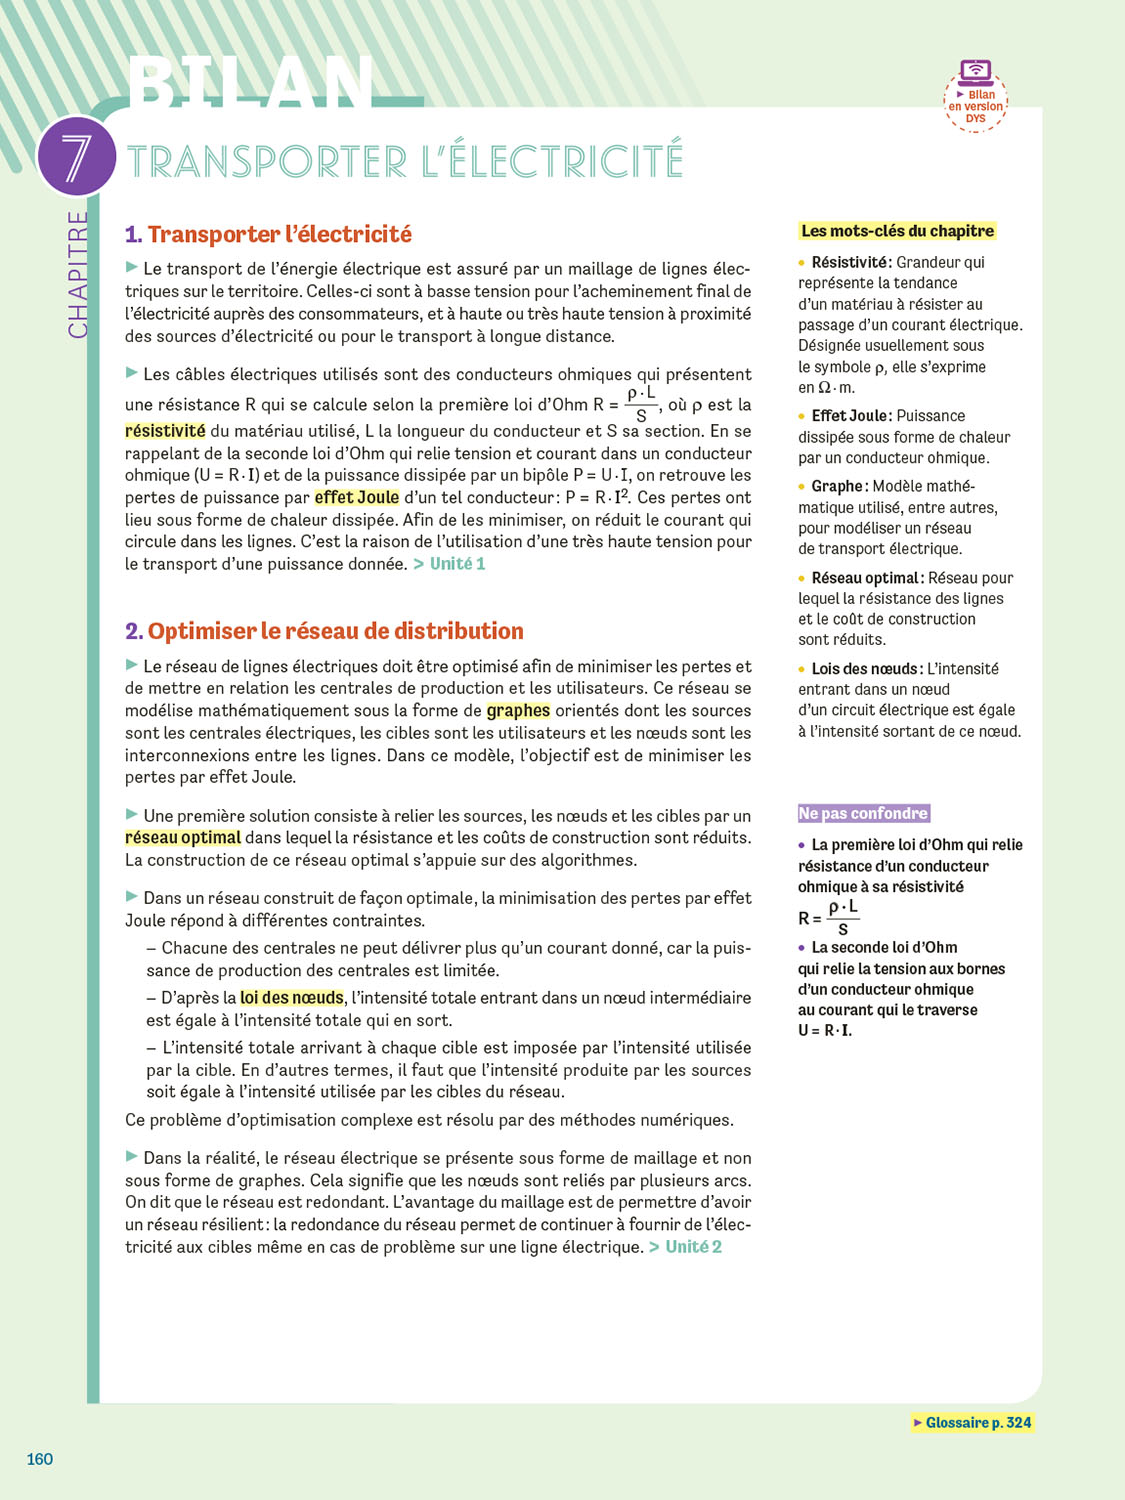 BILAN
► Bilan
en version
DYS
7
TRANSPORTER L'ÉLECTRICITÉ
CHAPITRE
1. Transporter l'électricité
► Le transport de l'énergie électrique est assuré par un maillage de lignes élec-
triques sur le territoire. Celles-ci sont à basse tension pour l'acheminement final de
l'électricité auprès des consommateurs, et à haute ou très haute tension à proximité
des sources d'électricité ou pour le transport à longue distance.
► Les câbles électriques utilisés sont des conducteurs ohmiques qui présentent
une résistance R qui se calcule selon la première loi d'Ohm R = ρ·L/S, où ρ est la
résistivité du matériau utilisé, L la longueur du conducteur et S sa section. En se
rappelant de la seconde loi d'Ohm qui relie tension et courant dans un conducteur
ohmique (U = R·I) et de la puissance dissipée par un bipôle P = U·I, on retrouve les
pertes de puissance par effet Joule d'un tel conducteur : P = R·I². Ces pertes ont
lieu sous forme de chaleur dissipée. Afin de les minimiser, on réduit le courant qui
circule dans les lignes. C'est la raison de l'utilisation d'une très haute tension pour
le transport d'une puissance donnée. > Unité 1
2. Optimiser le réseau de distribution
► Le réseau de lignes électriques doit être optimisé afin de minimiser les pertes et
de mettre en relation les centrales de production et les utilisateurs. Ce réseau se
modélise mathématiquement sous la forme de graphes orientés dont les sources
sont les centrales électriques, les cibles sont les utilisateurs et les nœuds sont les
interconnexions entre les lignes. Dans ce modèle, l'objectif est de minimiser les
pertes par effet Joule.
► Une première solution consiste à relier les sources, les nœuds et les cibles par un
réseau optimal dans lequel la résistance et les coûts de construction sont réduits.
La construction de ce réseau optimal s'appuie sur des algorithmes.
► Dans un réseau construit de façon optimale, la minimisation des pertes par effet
Joule répond à différentes contraintes.
– Chacune des centrales ne peut délivrer plus qu'un courant donné, car la puis-
sance de production des centrales est limitée.
– D'après la loi des nœuds, l'intensité totale entrant dans un nœud intermédiaire
est égale à l'intensité totale qui en sort.
– L'intensité totale arrivant à chaque cible est imposée par l'intensité utilisée
par la cible. En d'autres termes, il faut que l'intensité produite par les sources
soit égale à l'intensité utilisée par les cibles du réseau.
Ce problème d'optimisation complexe est résolu par des méthodes numériques.
► Dans la réalité, le réseau électrique se présente sous forme de maillage et non
sous forme de graphes. Cela signifie que les nœuds sont reliés par plusieurs arcs.
On dit que le réseau est redondant. L'avantage du maillage est de permettre d'avoir
un réseau résilient : la redondance du réseau permet de continuer à fournir de l'élec-
tricité aux cibles même en cas de problème sur une ligne électrique. > Unité 2
Les mots-clés du chapitre
• Résistivité : Grandeur qui
représente la tendance
d'un matériau à résister au
passage d'un courant électrique.
Désignée usuellement sous
le symbole ρ, elle s'exprime
en Ω·m.
• Effet Joule : Puissance
dissipée sous forme de chaleur
par un conducteur ohmique.
• Graphe : Modèle mathé-
matique utilisé, entre autres,
pour modéliser un réseau
de transport électrique.
• Réseau optimal : Réseau pour
lequel la résistance des lignes
et le coût de construction
sont réduits.
• Lois des nœuds : L'intensité
entrant dans un nœud
d'un circuit électrique est égale
à l'intensité sortant de ce nœud.
Ne pas confondre
• La première loi d'Ohm qui relie
résistance d'un conducteur
ohmique à sa résistivité
R = ρ·L/S
• La seconde loi d'Ohm
qui relie la tension aux bornes
d'un conducteur ohmique
au courant qui le traverse
U = R·I.
► Glossaire p. 324
160